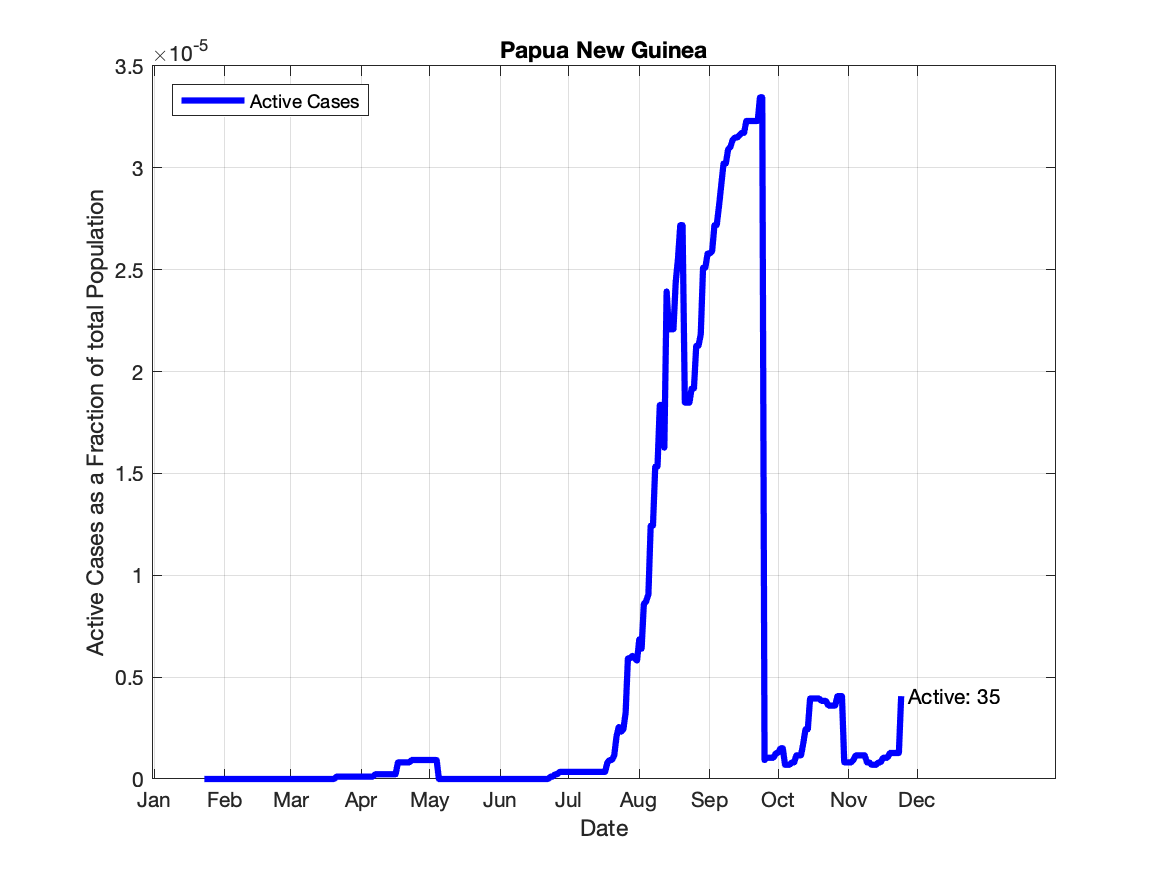 Papua New Guinea
×10-5
3.5
3
2.5
2
1.5
1
0.5
0
Active Cases as a Fraction of total Population
Active Cases
Active: 35
Jan Feb Mar Apr May Jun Jul Aug Sep Oct Nov Dec
Date